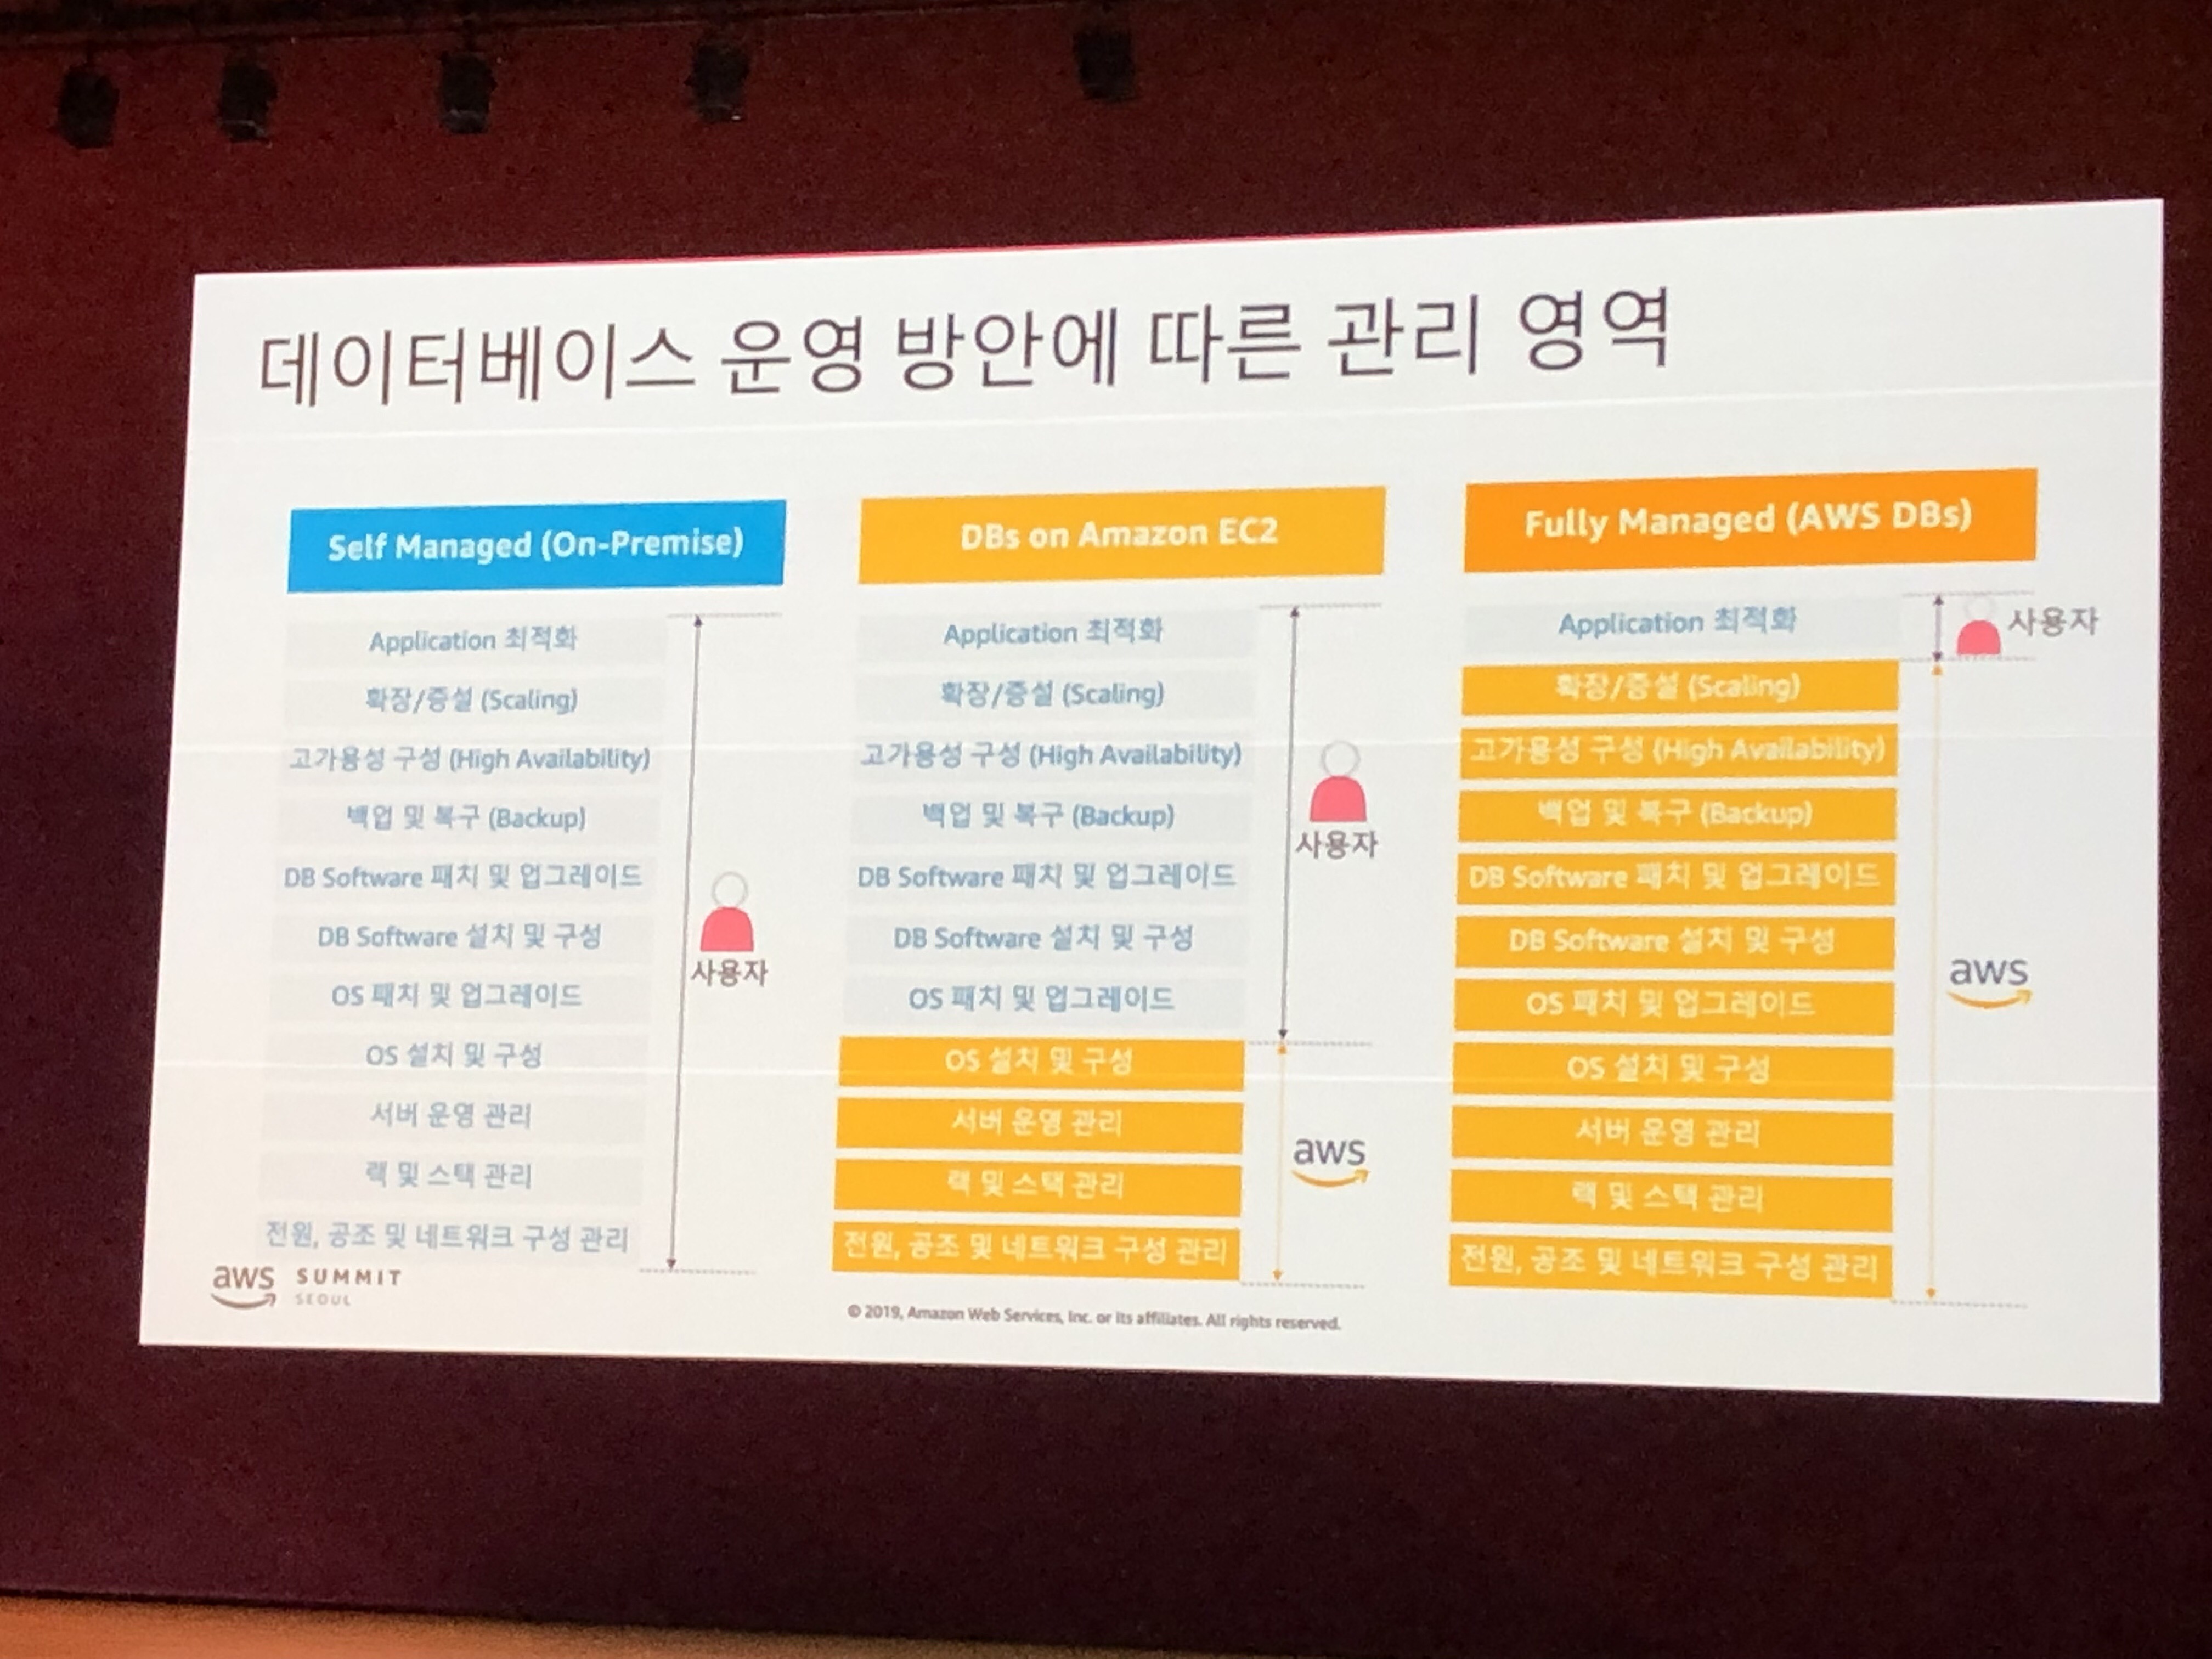 데이터베이스 운영 방안에 따른 관리 영역
Self Managed (On-Premise)
Application 최적화
확장/증설 (Scaling)
고가용성 구성 (High Availability)
백업 및 복구 (Backup)
DB Software 패치 및 업그레이드
DB Software 설치 및 구성
OS 패치 및 업그레이드
OS 설치 및 구성
서버 운영 관리
랙 및 스택 관리
전원, 공조 및 네트워크 구성 관리
사용자
DBs on Amazon EC2
Application 최적화
확장/증설 (Scaling)
고가용성 구성 (High Availability)
백업 및 복구 (Backup)
DB Software 패치 및 업그레이드
DB Software 설치 및 구성
OS 패치 및 업그레이드
OS 설치 및 구성
서버 운영 관리
랙 및 스택 관리
전원, 공조 및 네트워크 구성 관리
사용자
aws
Fully Managed (AWS DBs)
Application 최적화
확장/증설 (Scaling)
고가용성 구성 (High Availability)
백업 및 복구 (Backup)
DB Software 패치 및 업그레이드
DB Software 설치 및 구성
OS 패치 및 업그레이드
OS 설치 및 구성
서버 운영 관리
랙 및 스택 관리
전원, 공조 및 네트워크 구성 관리
사용자
aws
aws SUMMIT
SEOUL
© 2019, Amazon Web Services, Inc. or its affiliates. All rights reserved.